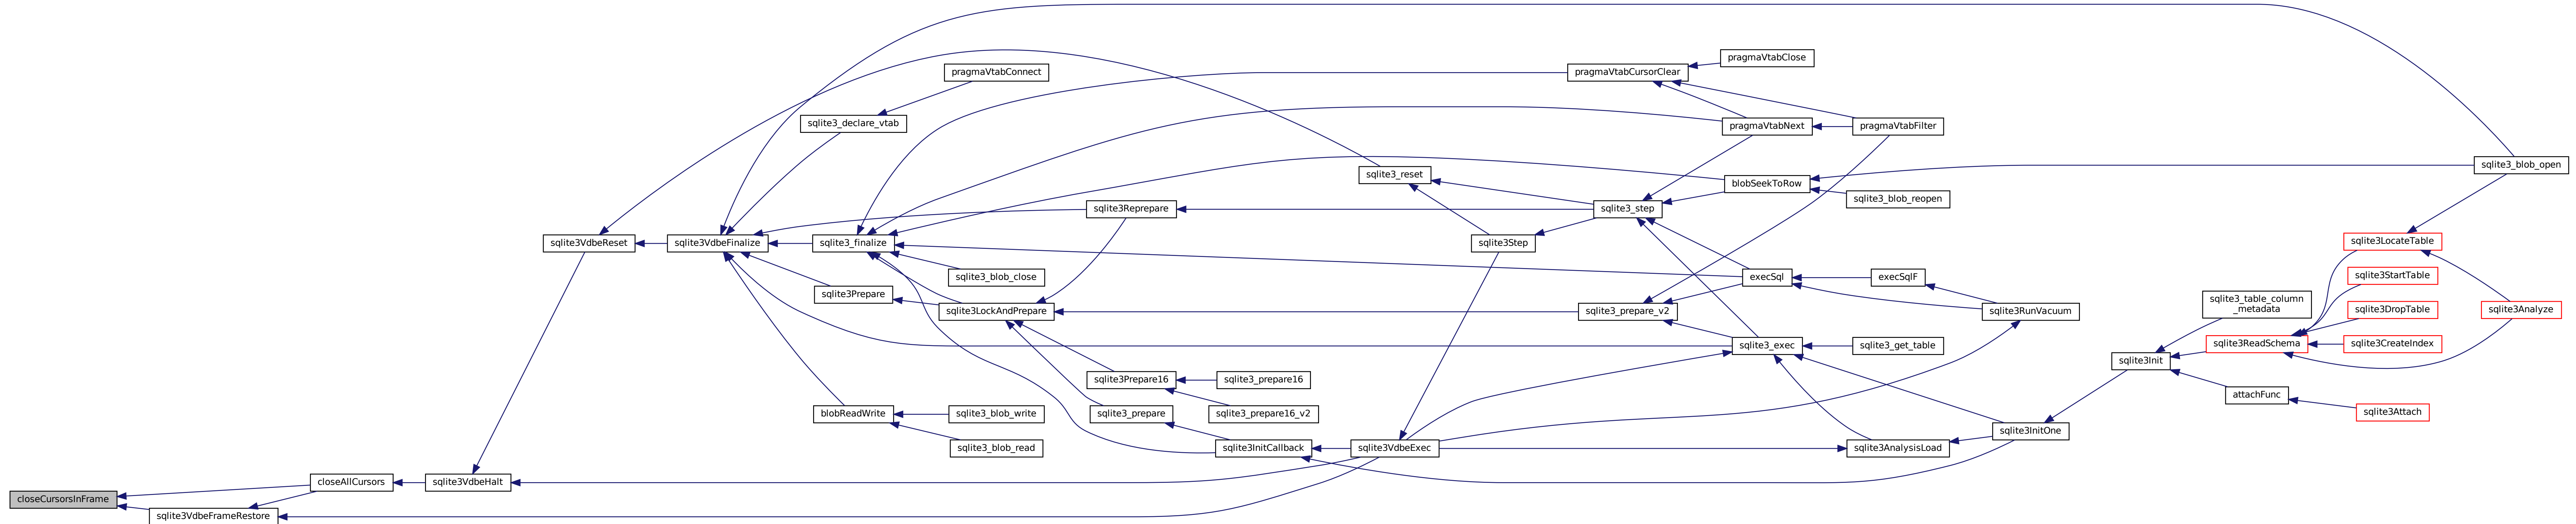 closeCursorsInFrame
closeAllCursors
sqlite3VdbeFrameRestore
sqlite3VdbeHalt
sqlite3VdbeReset
sqlite3VdbeFinalize
sqlite3_declare_vtab
sqlite3_finalize
sqlite3Prepare
blobReadWrite
pragmaVtabConnect
sqlite3_blob_close
sqlite3LockAndPrepare
sqlite3_blob_write
sqlite3_blob_read
sqlite3Reprepare
sqlite3Prepare16
sqlite3_prepare
sqlite3_prepare16
sqlite3_prepare16_v2
sqlite3InitCallback
sqlite3_reset
sqlite3VdbeExec
sqlite3Step
pragmaVtabCursorClear
sqlite3_step
sqlite3_prepare_v2
pragmaVtabClose
pragmaVtabNext
blobSeekToRow
execSql
sqlite3_exec
pragmaVtabFilter
sqlite3_blob_reopen
execSqlF
sqlite3_get_table
sqlite3AnalysisLoad
sqlite3RunVacuum
sqlite3InitOne
sqlite3Init
sqlite3_table_column
_metadata
sqlite3ReadSchema
attachFunc
sqlite3LocateTable
sqlite3StartTable
sqlite3DropTable
sqlite3CreateIndex
sqlite3Attach
sqlite3_blob_open
sqlite3Analyze